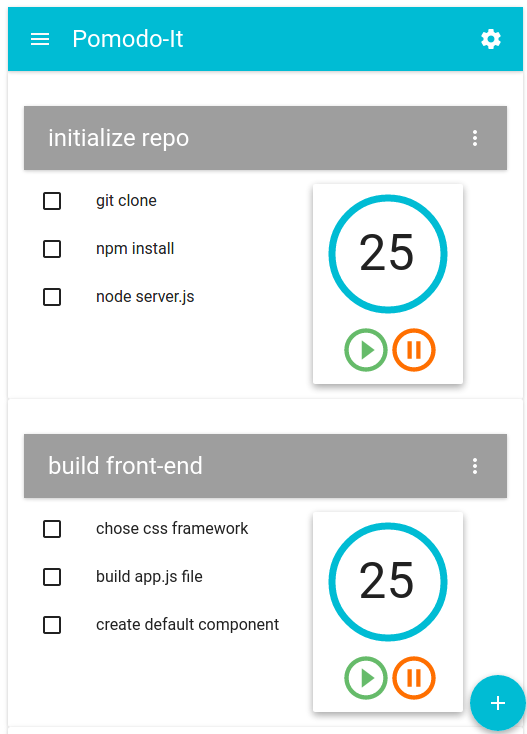 Pomodo-It
initialize repo
git clone
npm install
node server.js
25
build front-end
chose css framework
build app.js file
create default component
25